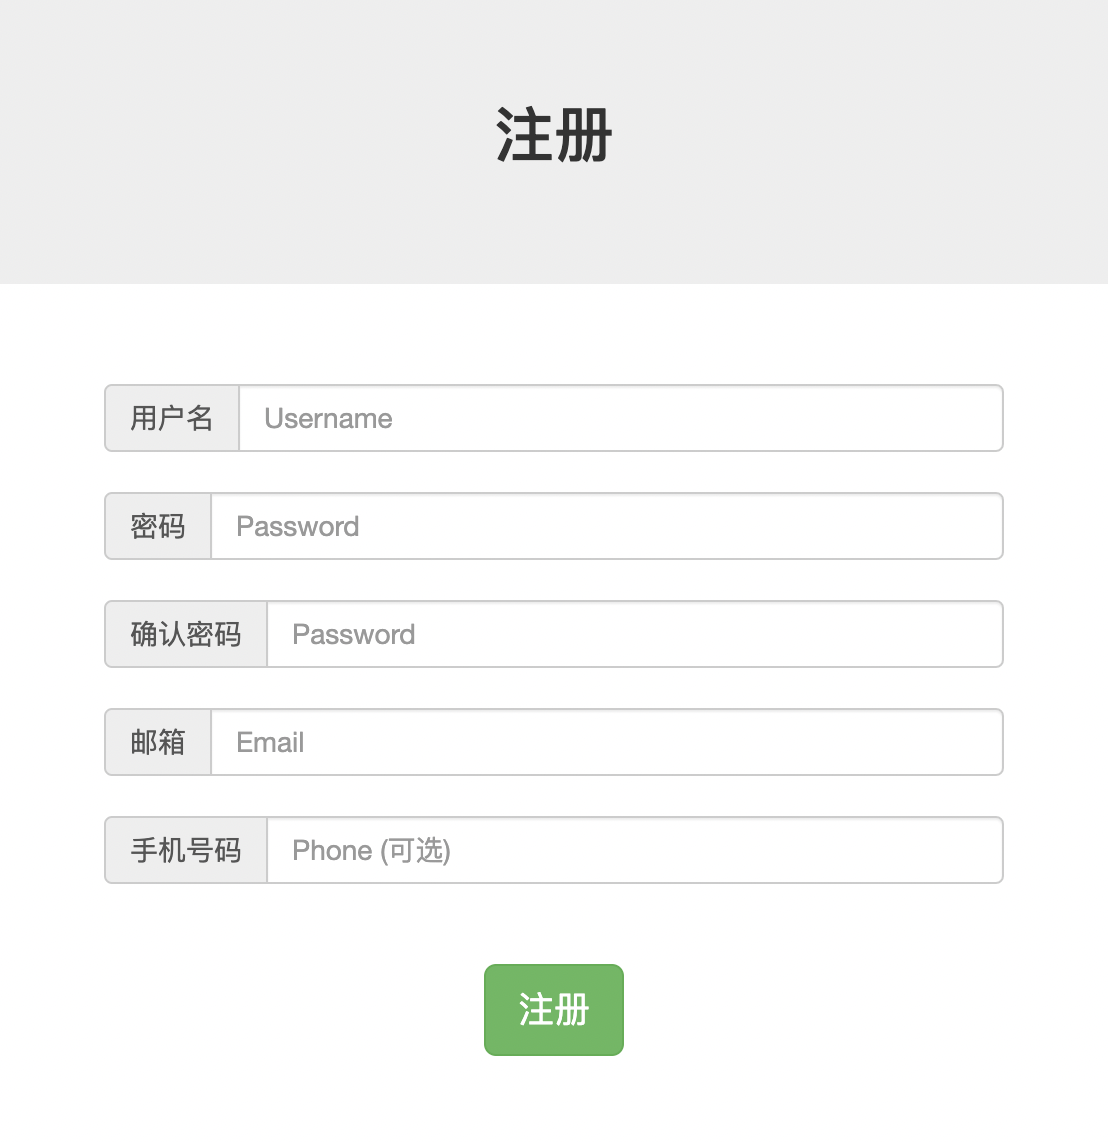 注册
用户名 Username
密码 Password
确认密码 Password
邮箱 Email
手机号码 Phone (可选)
注册